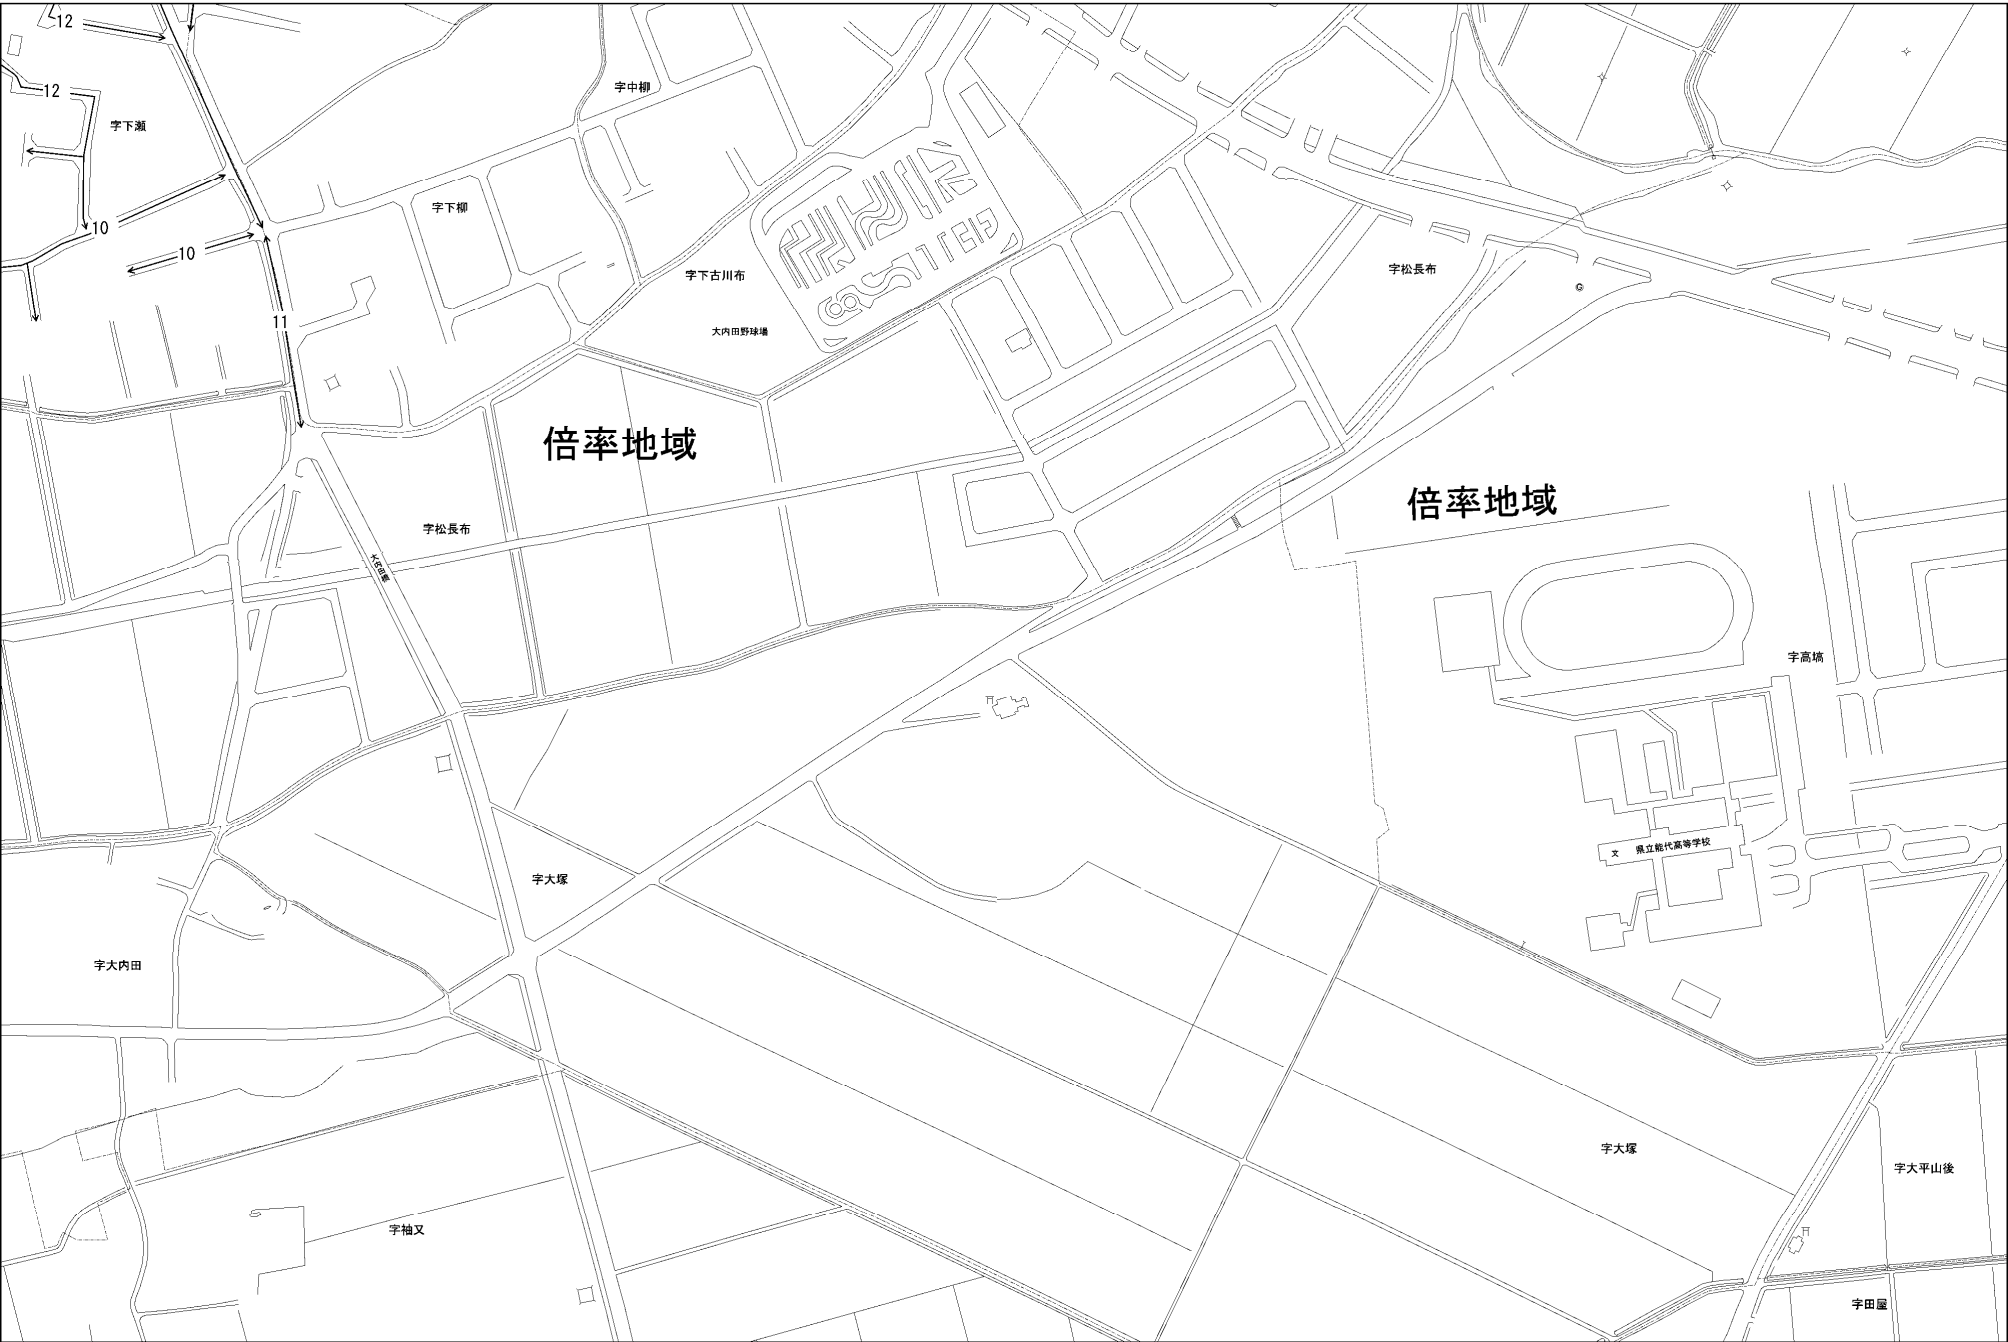 12
12
字中柳
字下瀬
字下柳
10
10
字下古川布
字松長布
11
大内田野球場
倍率地域
倍率地域
字松長布
字高塙
県立能代高等学校
文
字大塚
字大内田
字大塚
字大平山後
字袖又
字田屋